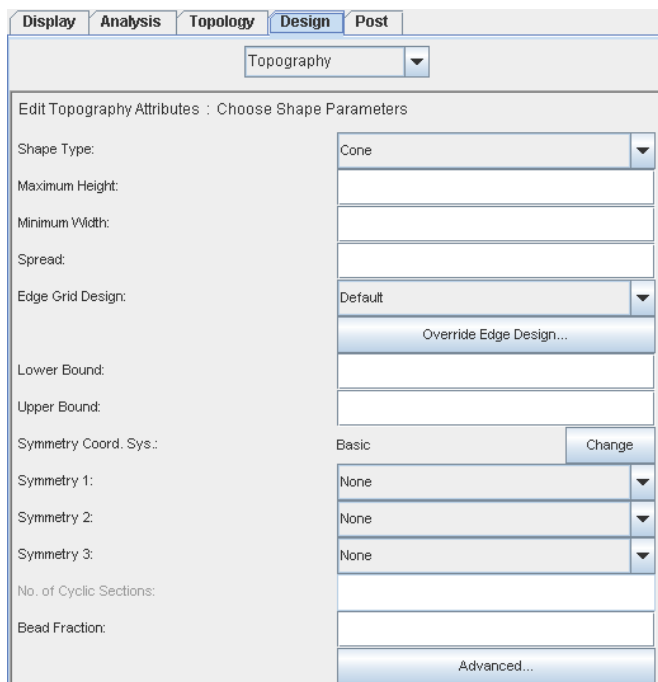 Display Analysis Topology Design Post
Topography
Edit Topography Attributes : Choose Shape Parameters
Shape Type: Cone
Maximum Height:
Minimum Width:
Spread:
Edge Grid Design: Default
Override Edge Design...
Lower Bound:
Upper Bound:
Symmetry Coord. Sys.: Basic Change
Symmetry 1: None
Symmetry 2: None
Symmetry 3: None
No. of Cyclic Sections:
Bead Fraction:
Advanced...